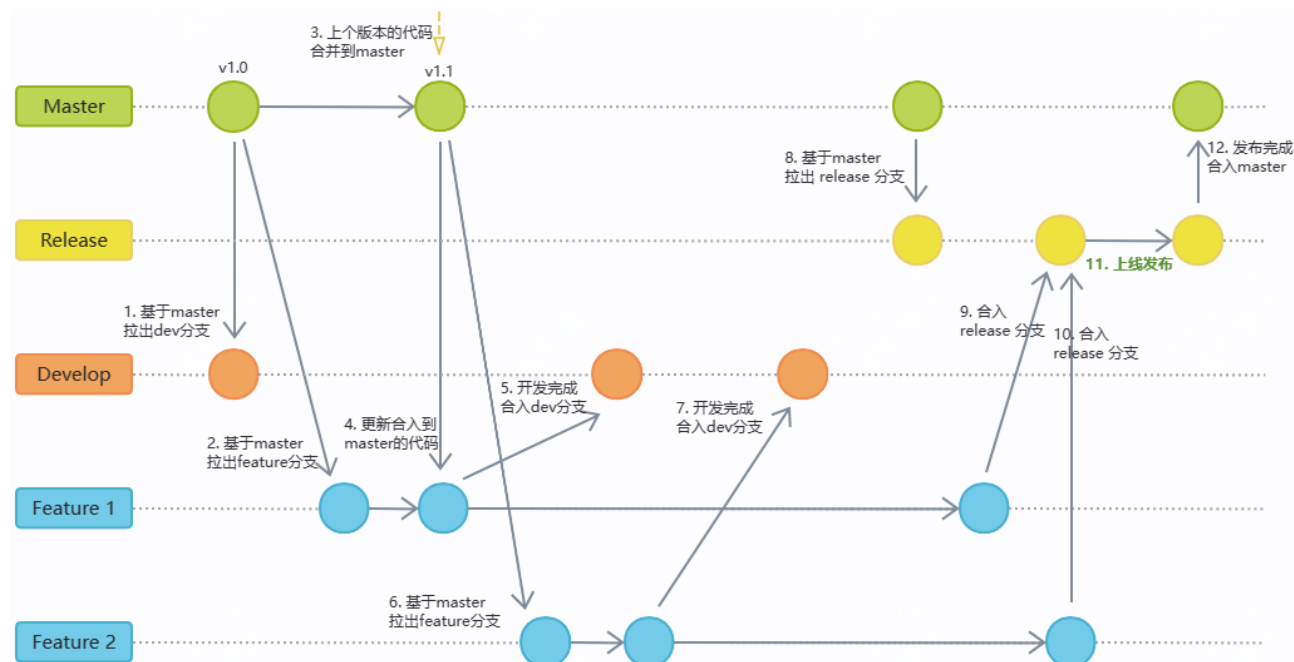 3. 上个版本的代码
合并到master
v1.0
v1.1
Master
8. 基于master
拉出 release 分支
12. 发布完成
合入master
Release
11. 上线发布
1. 基于master
拉出dev分支
9. 合入
release 分支
10. 合入
release 分支
Develop
5. 开发完成
合入dev分支
7. 开发完成
合入dev分支
4. 更新合入到
master的代码
2. 基于master
拉出feature分支
Feature 1
6. 基于master
拉出feature分支
Feature 2